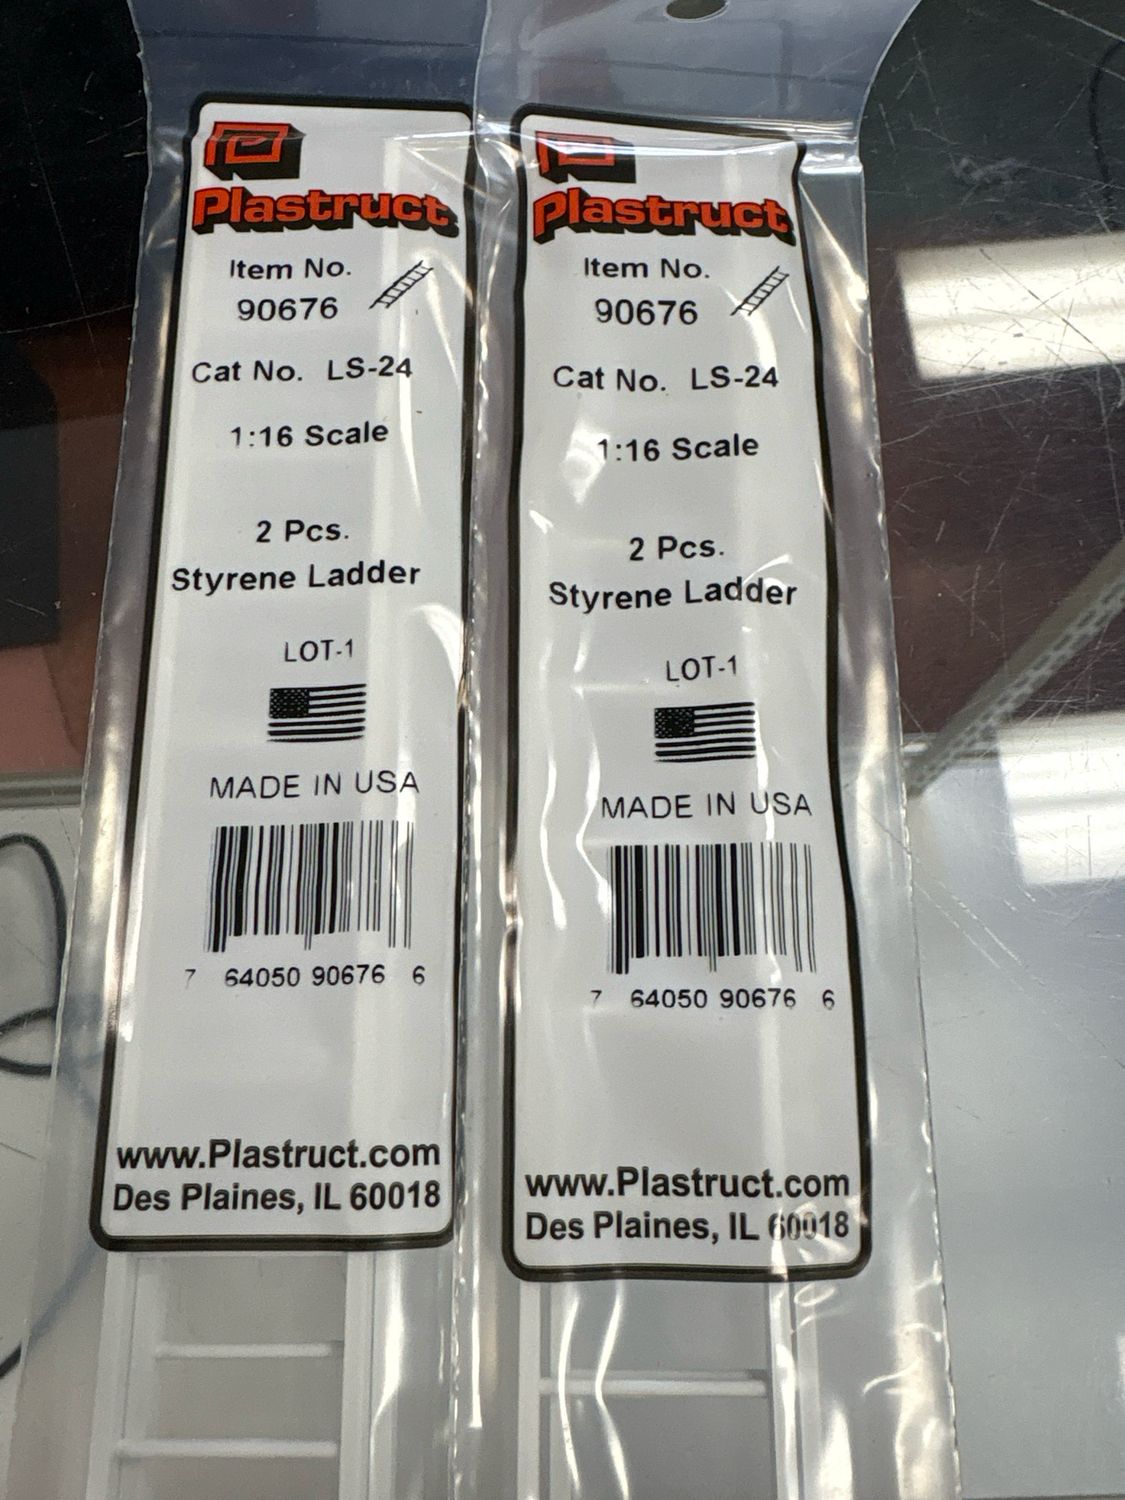 Plastruct
Item No.
90676
Cat No. LS-24
1:16 Scale
2 Pcs.
Styrene Ladder
LOT-1
MADE IN USA
7 64050 90676 6
www.Plastruct.com
Des Plaines, IL 60018
Plastruct
Item No.
90676
Cat No. LS-24
1:16 Scale
2 Pcs.
Styrene Ladder
LOT-1
MADE IN USA
7 64050 90676 6
www.Plastruct.com
Des Plaines, IL 60018